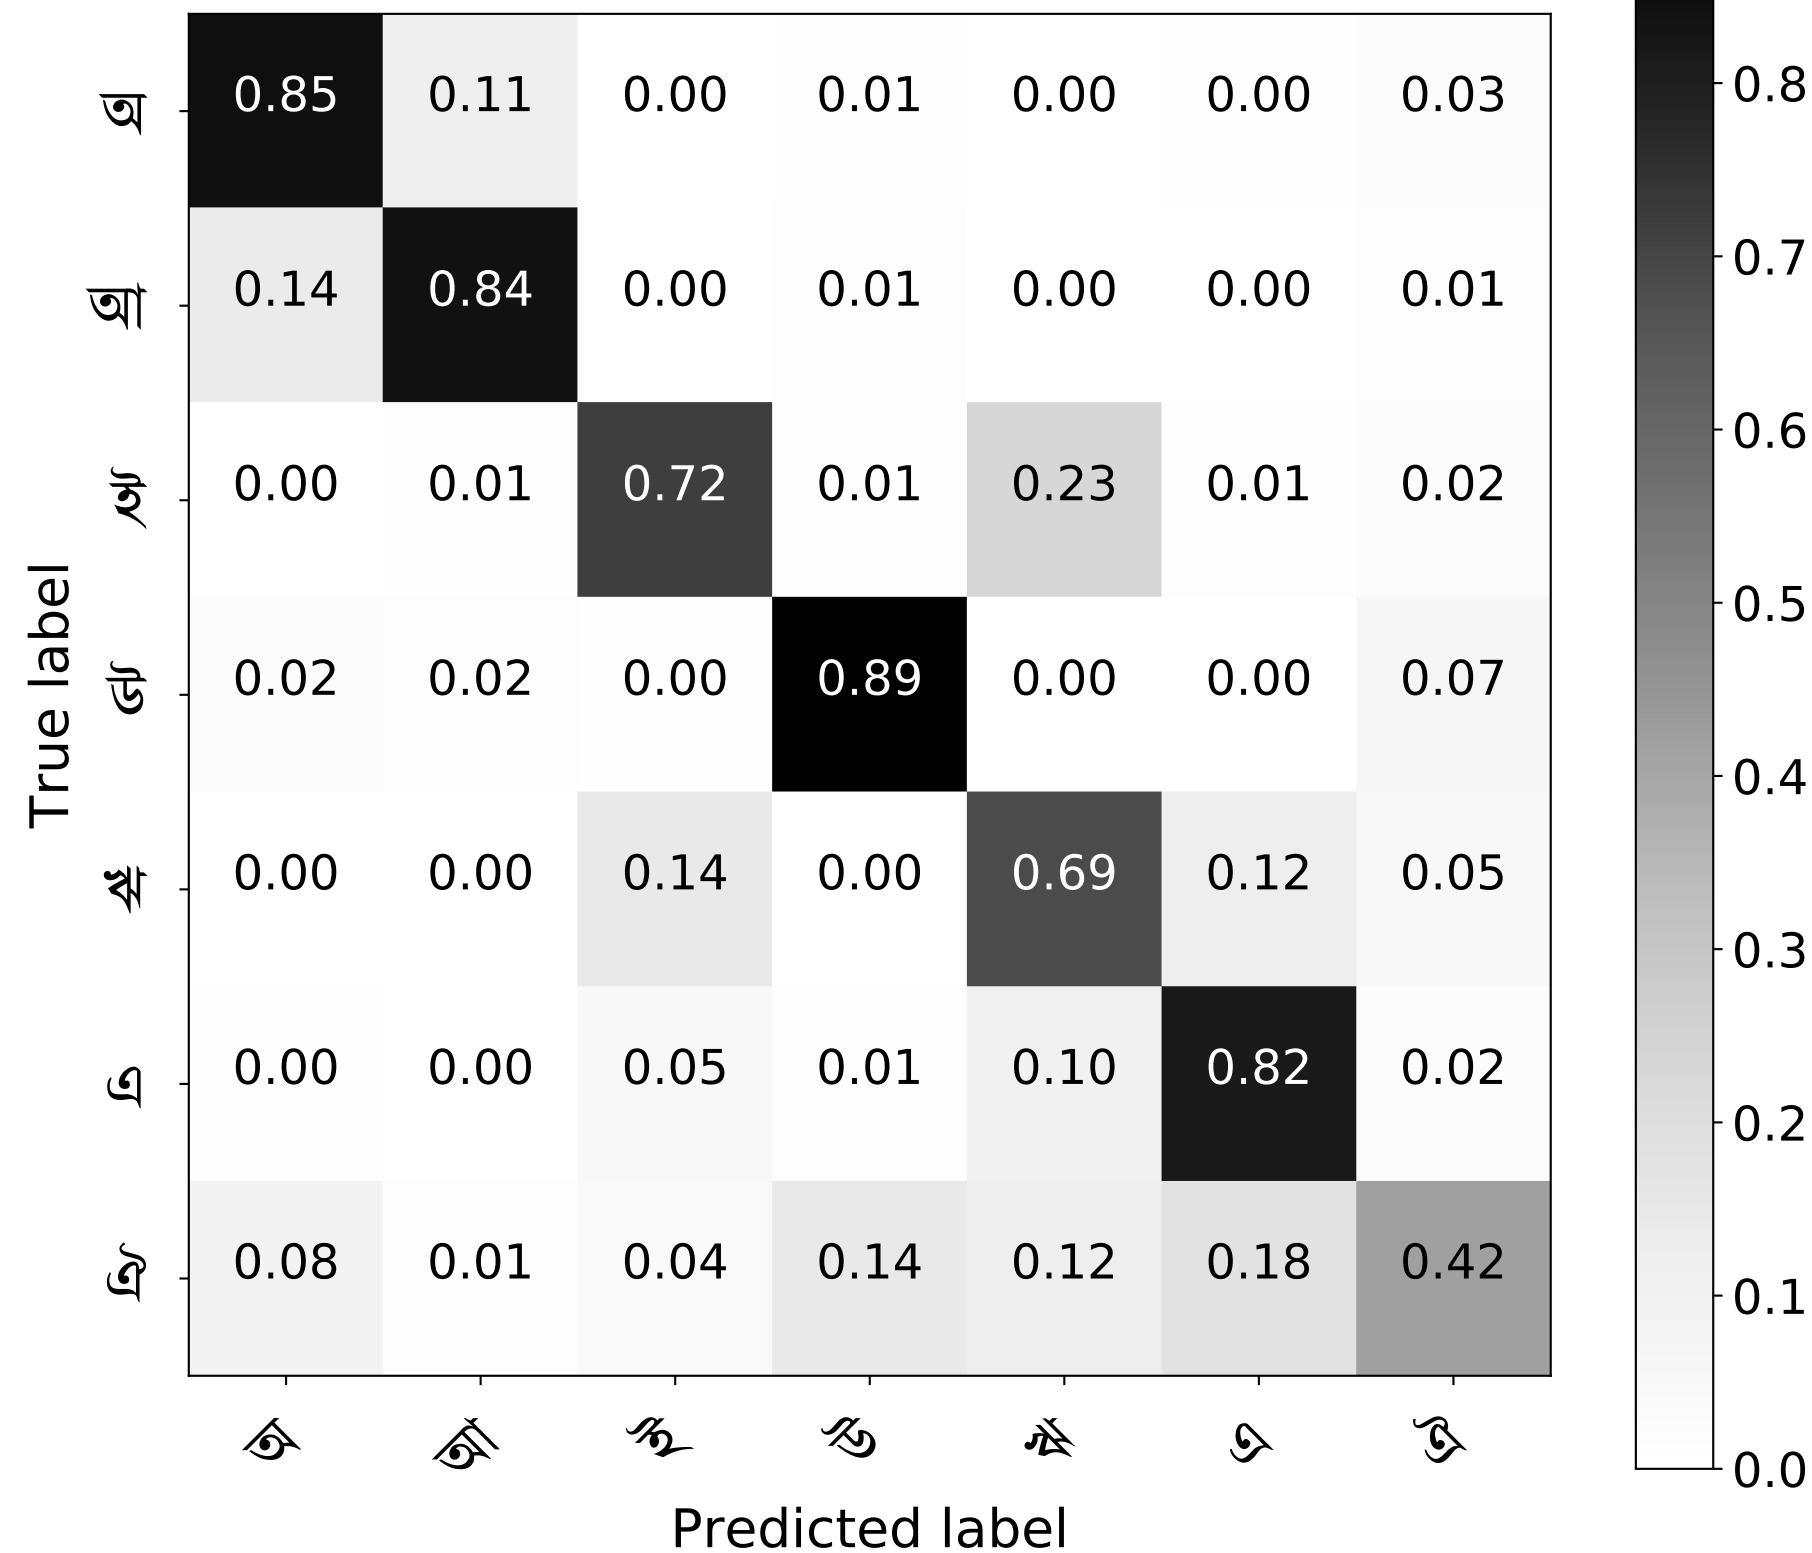 অ 0.85 0.11 0.00 0.01 0.00 0.00 0.03
আ 0.14 0.84 0.00 0.01 0.00 0.00 0.01
ই 0.00 0.01 0.72 0.01 0.23 0.01 0.02
উ 0.02 0.02 0.00 0.89 0.00 0.00 0.07
ঋ 0.00 0.00 0.14 0.00 0.69 0.12 0.05
এ 0.00 0.00 0.05 0.01 0.10 0.82 0.02
ঐ 0.08 0.01 0.04 0.14 0.12 0.18 0.42
অ আ ই উ ঋ এ ঐ
True label
Predicted label
0.8
0.7
0.6
0.5
0.4
0.3
0.2
0.1
0.0